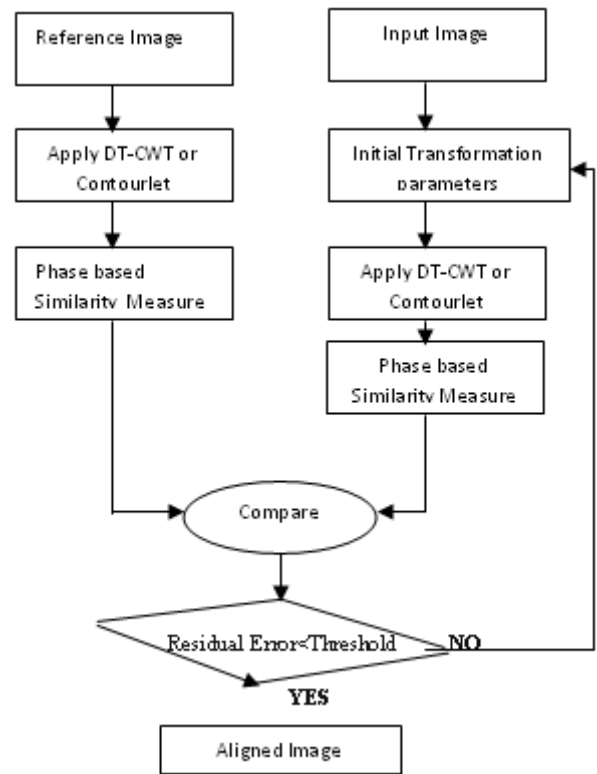 Reference Image
Input Image
Apply DT-CWT or
Contourlet
Initial Transformation
parameters
Phase based
Similarity Measure
Apply DT-CWT or
Contourlet
Phase based
Similarity Measure
Compare
Residual Error<Threshold
NO
YES
Aligned Image